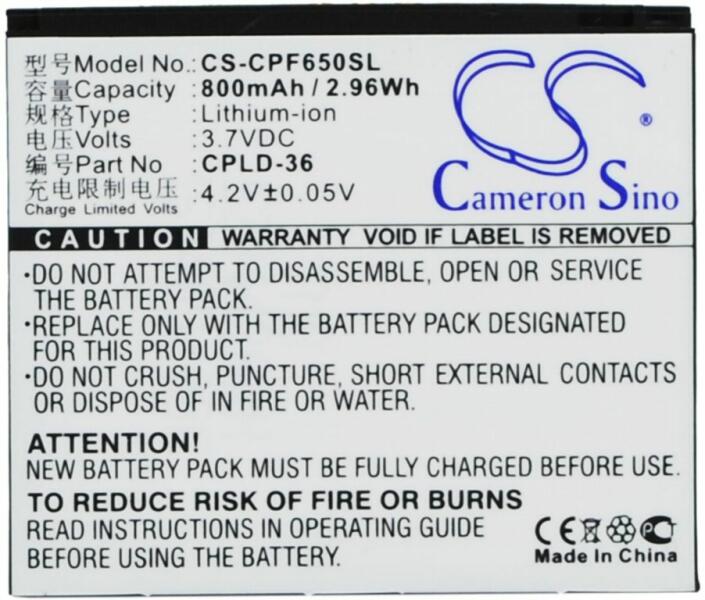 型号Model No.: CS-CPF650SL
容量Capacity: 800mAh / 2.96Wh
规格Type : Lithium-ion
电压Volts : 3.7VDC
编号Part No : CPLD-36
充电限制电压 : 4.2V±0.05V
Charge Limited Volts
CS ®
Cameron Sino
CAUTION WARRANTY VOID IF LABEL IS REMOVED
·DO NOT ATTEMPT TO DISASSEMBLE, OPEN OR SERVICE
THE BATTERY PACK.
·REPLACE ONLY WITH THE BATTERY PACK DESIGNATED
FOR THIS PRODUCT.
·DO NOT CRUSH, PUNCTURE, SHORT EXTERNAL CONTACTS
OR DISPOSE OF IN FIRE OR WATER.
ATTENTION!
NEW BATTERY PACK MUST BE FULLY CHARGED BEFORE USE.
TO REDUCE RISK OF FIRE OR BURNS
READ INSTRUCTIONS IN OPERATING GUIDE
BEFORE USING THE BATTERY.
CE PCT
Made In China